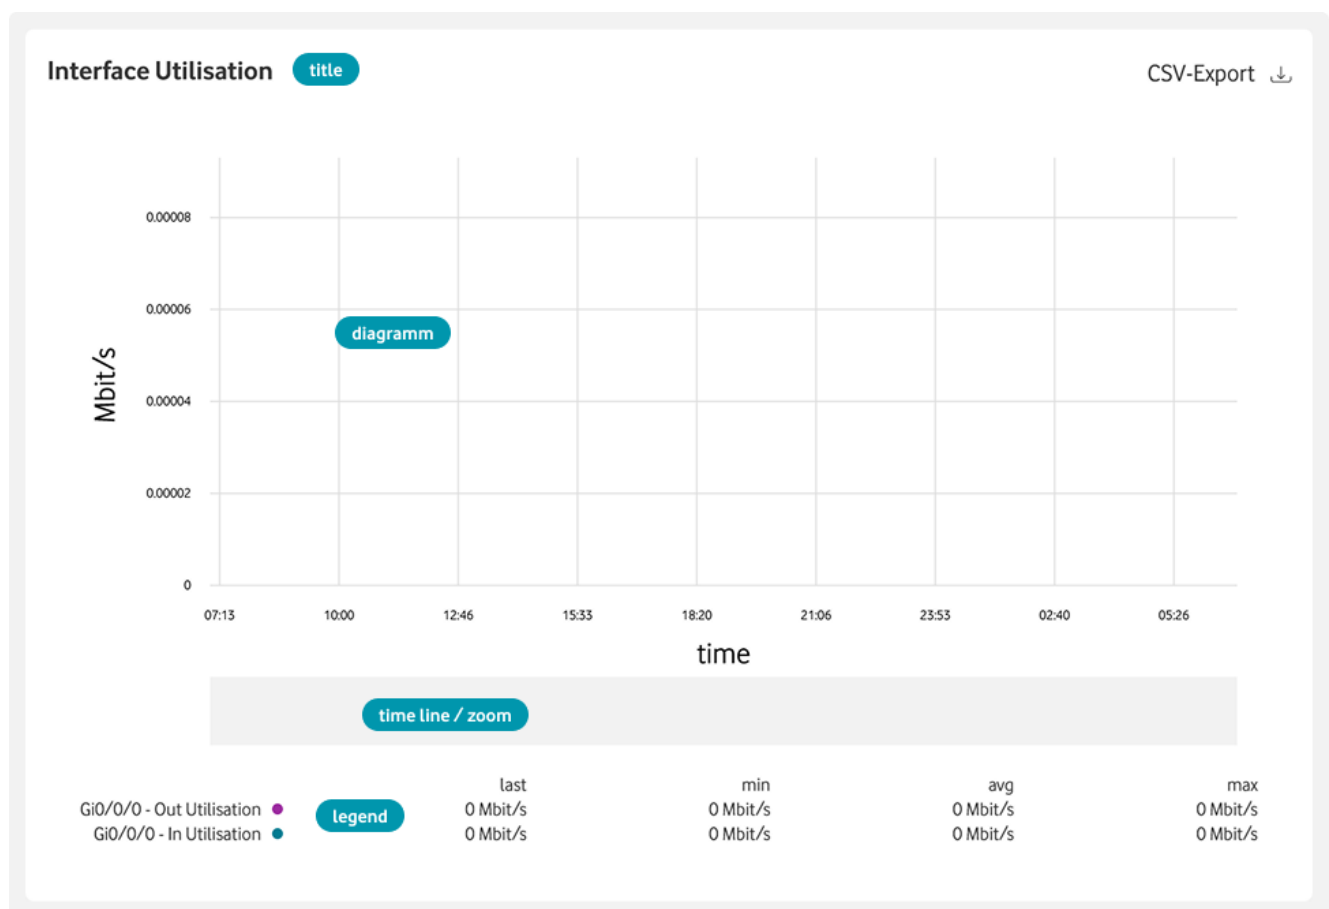 Interface Utilisation title CSV-Export
0.00008
0.00006
diagramm
Mbit/s
0.00004
0.00002
0
07:13 10:00 12:46 15:33 18:20 21:06 23:53 02:40 05:26
time
time line / zoom
last min avg max
Gi0/0/0 - Out Utilisation 0 Mbit/s 0 Mbit/s 0 Mbit/s 0 Mbit/s
legend
Gi0/0/0 - In Utilisation 0 Mbit/s 0 Mbit/s 0 Mbit/s 0 Mbit/s